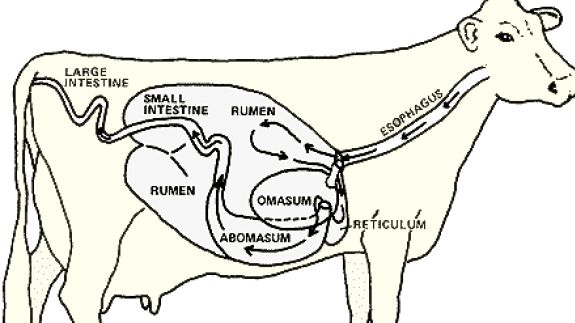 LARGE
INTESTINE
SMALL
INTESTINE
RUMEN
ESOPHAGUS
RUMEN
OMASUM
RETICULUM
ABOMASUM